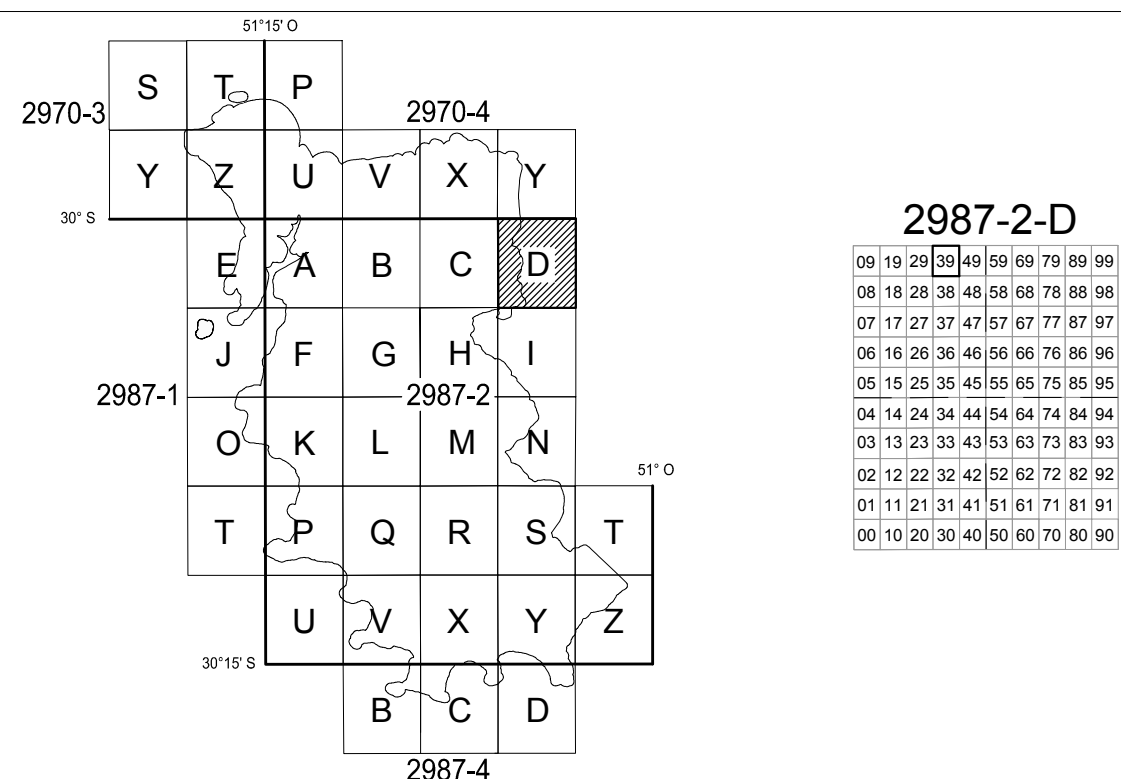 51°15' O
S T P
2970-3
2970-4
Y Z U V X Y
30° S
E A B C D
J F G H I
2987-1
2987-2
O K L M N
51° O
T P Q R S T
U V X Y Z
30°15' S
B C D
2987-4
2987-2-D
09 19 29 39 49 59 69 79 89 99
08 18 28 38 48 58 68 78 88 98
07 17 27 37 47 57 67 77 87 97
06 16 26 36 46 56 66 76 86 96
05 15 25 35 45 55 65 75 85 95
04 14 24 34 44 54 64 74 84 94
03 13 23 33 43 53 63 73 83 93
02 12 22 32 42 52 62 72 82 92
01 11 21 31 41 51 61 71 81 91
00 10 20 30 40 50 60 70 80 90